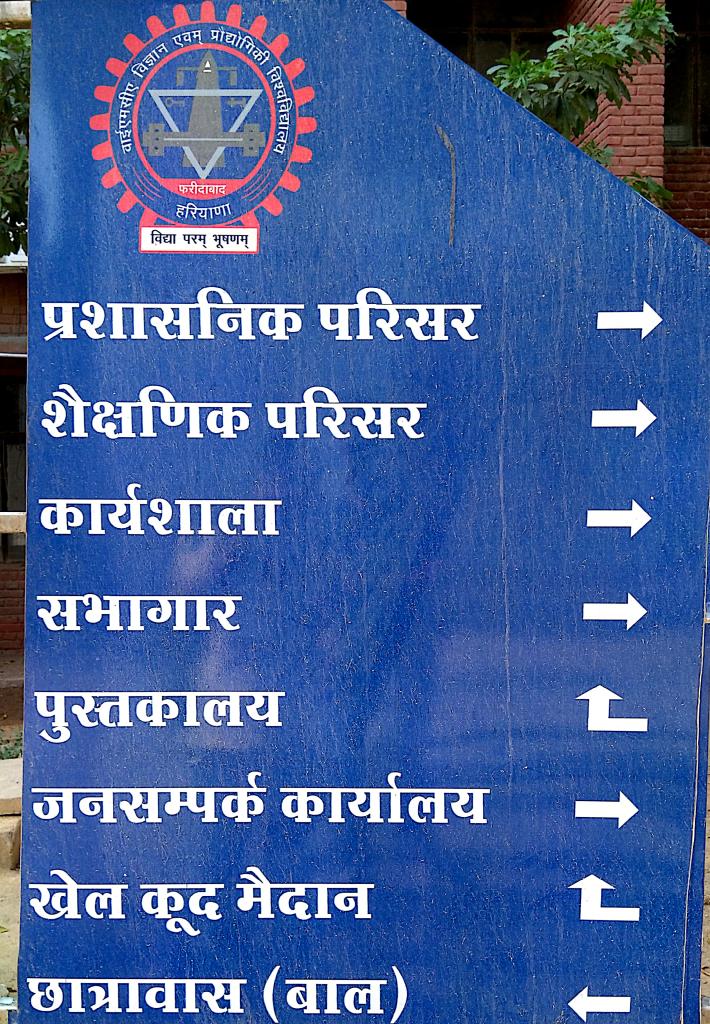 वाईएमसीए विज्ञान एवम् प्रौद्योगिकी विश्वविद्यालय
फरीदाबाद
हरियाणा
विद्या परम् भूषणम्
प्रशासनिक परिसर
शैक्षणिक परिसर
कार्यशाला
सभागार
पुस्तकालय
जनसम्पर्क कार्यालय
खेल कूद मैदान
छात्रावास (बाल)